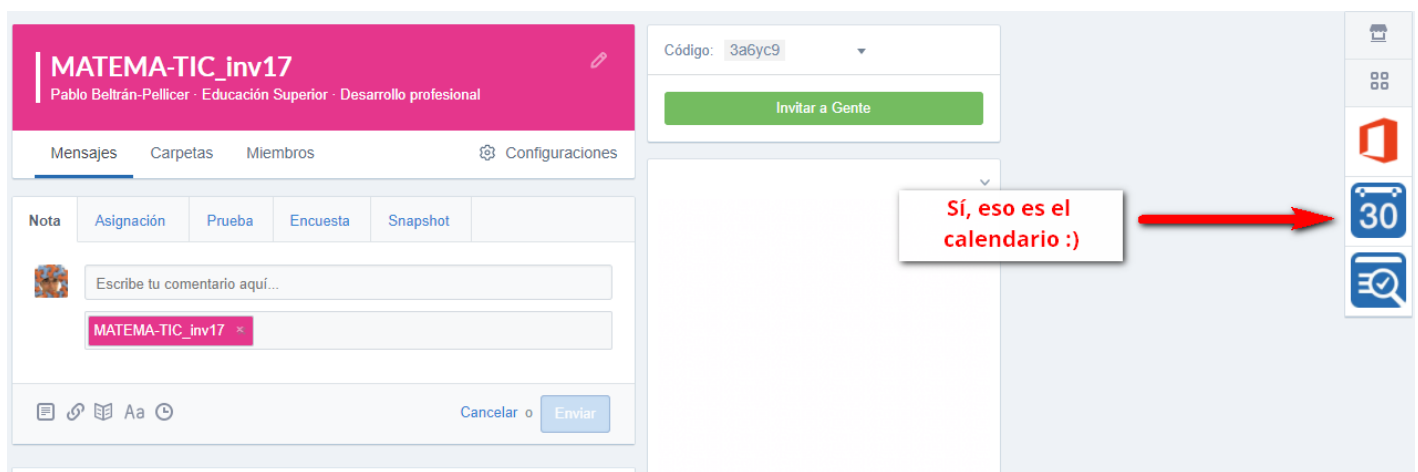 MATEMA-TIC_inv17
Pablo Beltrán-Pellicer · Educación Superior · Desarrollo profesional
Mensajes Carpetas Miembros Configuraciones
Nota Asignación Prueba Encuesta Snapshot
Escribe tu comentario aquí...
MATEMA-TIC_inv17 ×
Aa
Cancelar o Enviar
Código: 3a6yc9
Invitar a Gente
Sí, eso es el
calendario :)
30